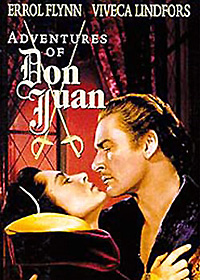 ERROL FLYNN VIVECA LINDFORS
ADVENTURES
OF
Don
Juan